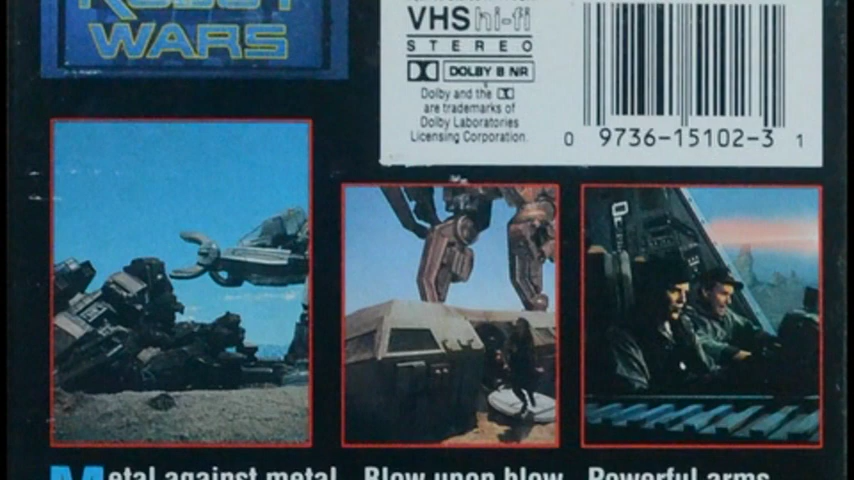 ROBOT
WARS
VHS hi-fi
STEREO
DOLBY B NR
Dolby and the
are trademarks of
Dolby Laboratories
Licensing Corporation.
0 9736-15102-3 1
Metal against metal. Blow upon blow. Powerful arms